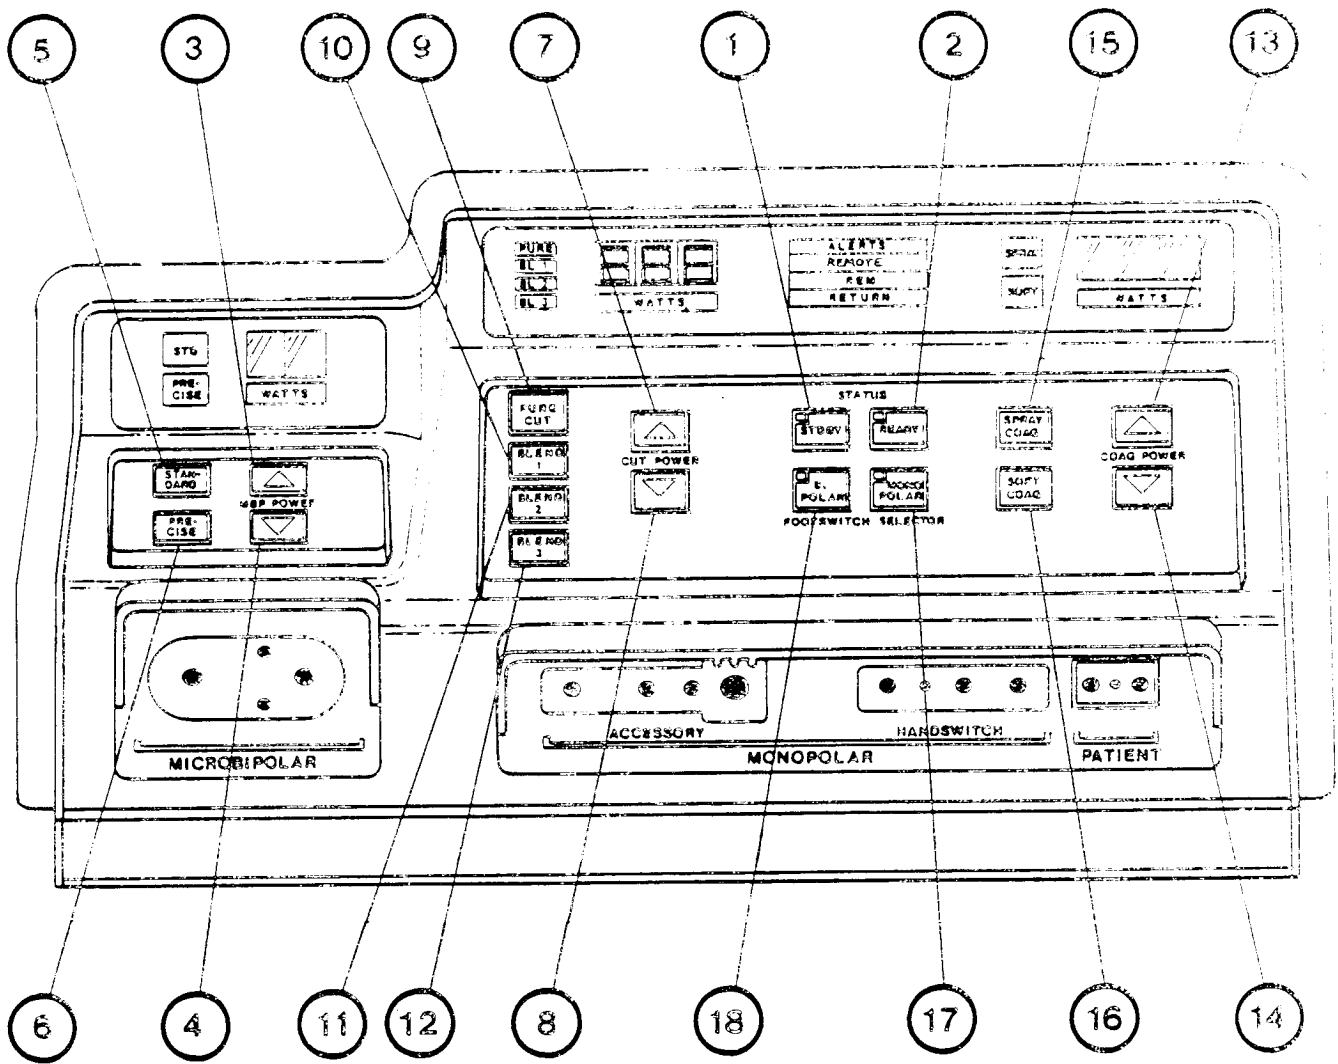 5 3 10 9 7 1 2 15 13
PURE
BL 1
BL 2
BL 3
WATTS
ALERTS
REMOVE
REM
RETURN
SOFT
WATTS
STD
PRE-
CISE
WATTS
STAN-
DARD
PRE-
CISE
MBP POWER
PURE
CUT
BLEND
1
BLEND
2
BLEND
3
CUT POWER
STATUS
STDBY
READY
BI
POLAR
MONO
POLAR
FOOTSWITCH SELECTOR
SPRAY
COAG
SOFT
COAG
COAG POWER
MICROBIPOLAR
ACCESSORY
HANDSWITCH
MONOPOLAR
PATIENT
6 4 11 12 8 18 17 16 14